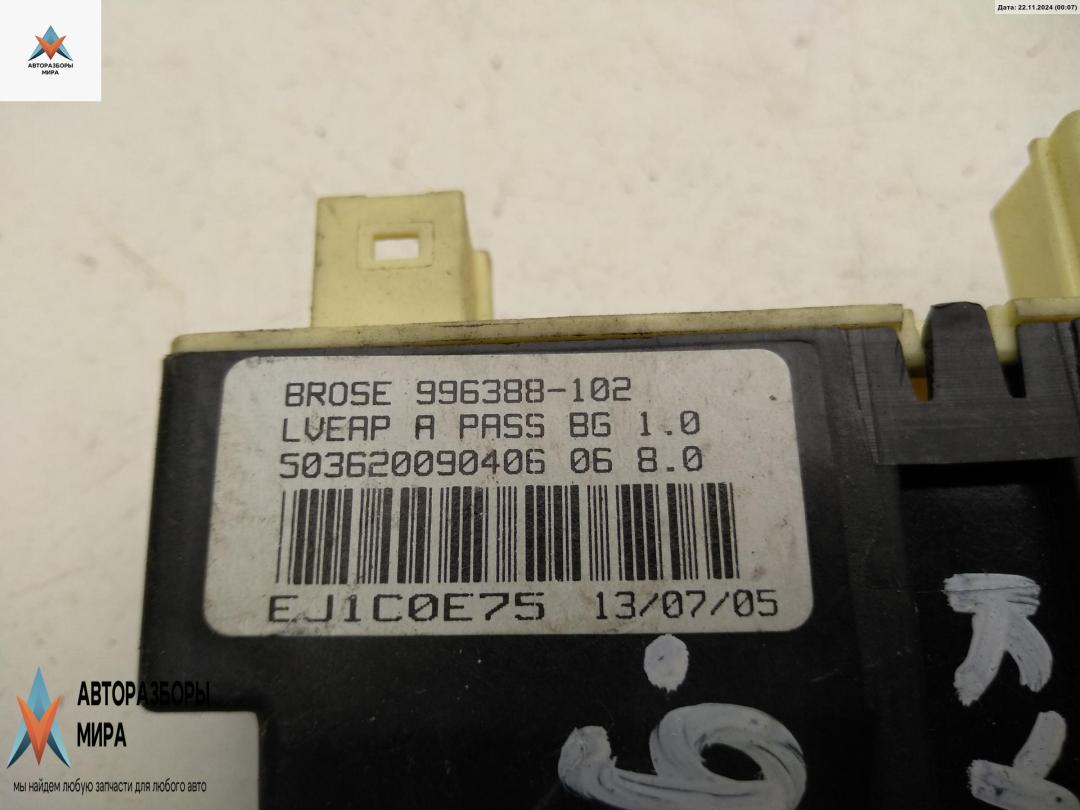 Дата: 22.11.2024 (00:07)
АВТОРАЗБОРЫ
МИРА
BROSE 996388-102
LVEAP A PASS BG 1.0
S03620090406 06 8.0
EJ1C0E75 13/07/05
АВТОРАЗБОРЫ
МИРА
мы найдем любую запчасти для любого авто